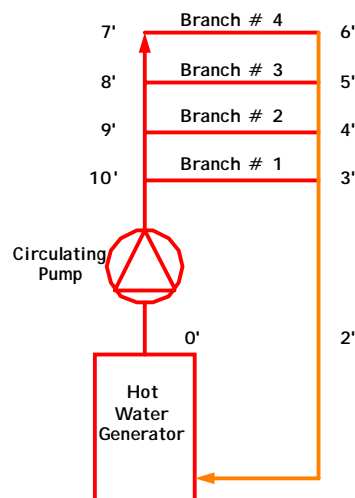 7' Branch # 4 6'
8' Branch # 3 5'
9' Branch # 2 4'
10' Branch # 1 3'
Circulating
Pump
0' 2'
Hot
Water
Generator